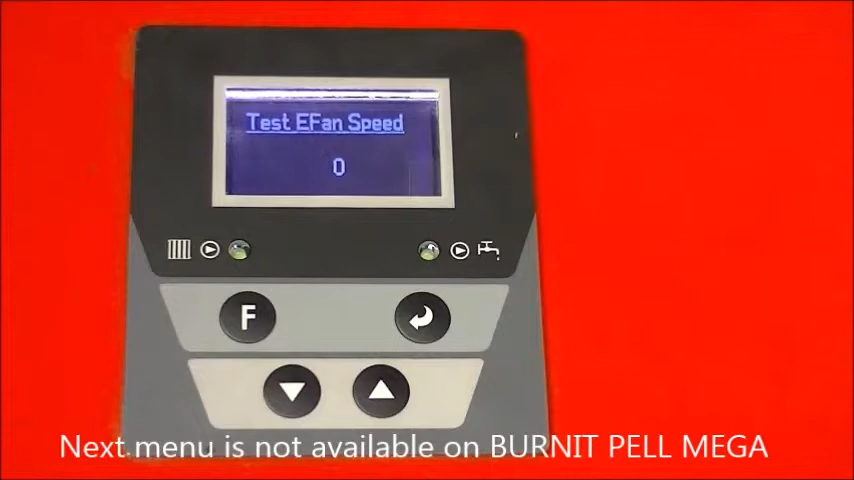 Test EFan Speed
0
F
Next menu is not available on BURNIT PELL MEGA